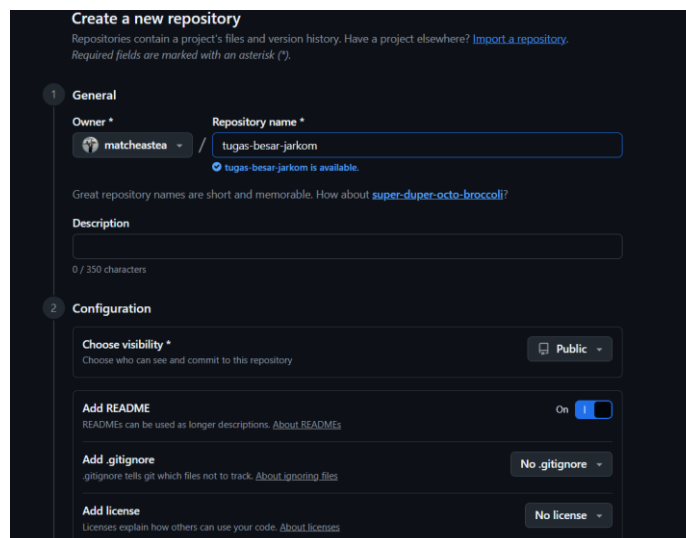 Create a new repository
Repositories contain a project's files and version history. Have a project elsewhere? Import a repository.
Required fields are marked with an asterisk (*).
1 General
Owner * Repository name *
matcheastea / tugas-besar-jarkom
tugas-besar-jarkom is available.
Great repository names are short and memorable. How about super-duper-octo-broccoli?
Description
0 / 350 characters
2 Configuration
Choose visibility *
Choose who can see and commit to this repository
Public
Add README
READMEs can be used as longer descriptions. About READMEs
On
Add .gitignore
.gitignore tells git which files not to track. About ignoring files
No .gitignore
Add license
Licenses explain how others can use your code. About licenses
No license